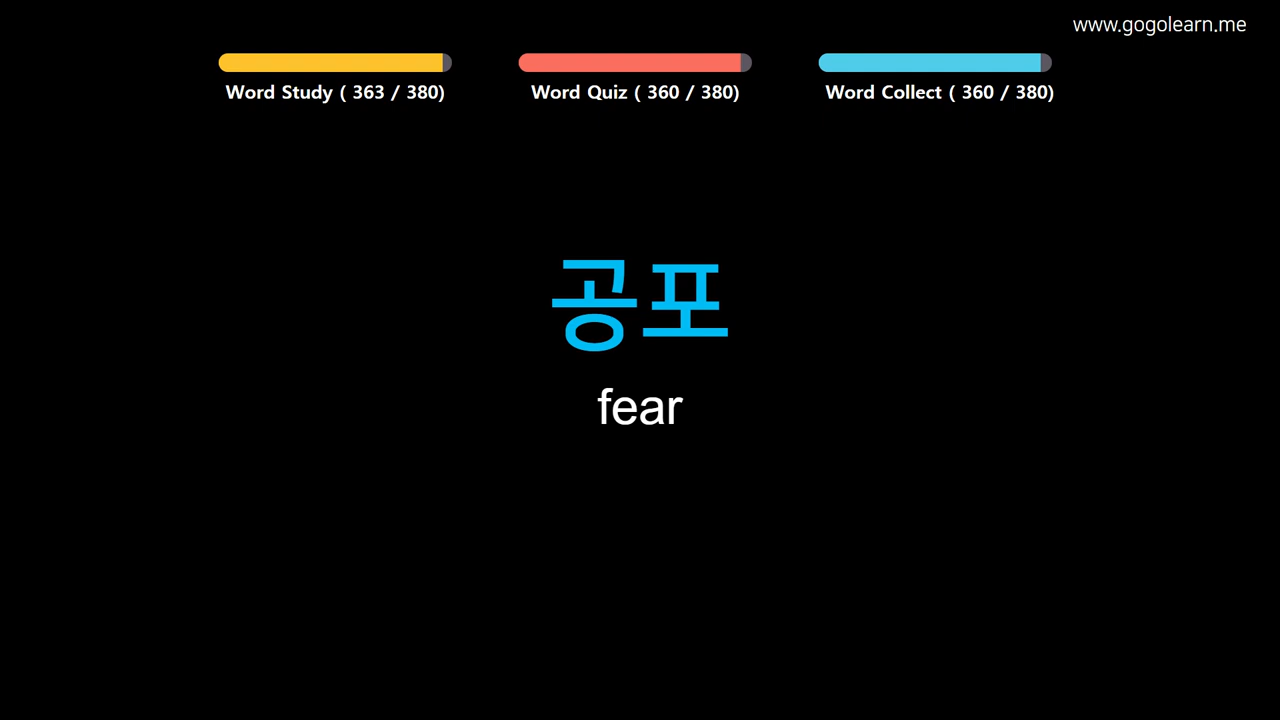 www.gogolearn.me
Word Study ( 363 / 380)
Word Quiz ( 360 / 380)
Word Collect ( 360 / 380)
공포
fear